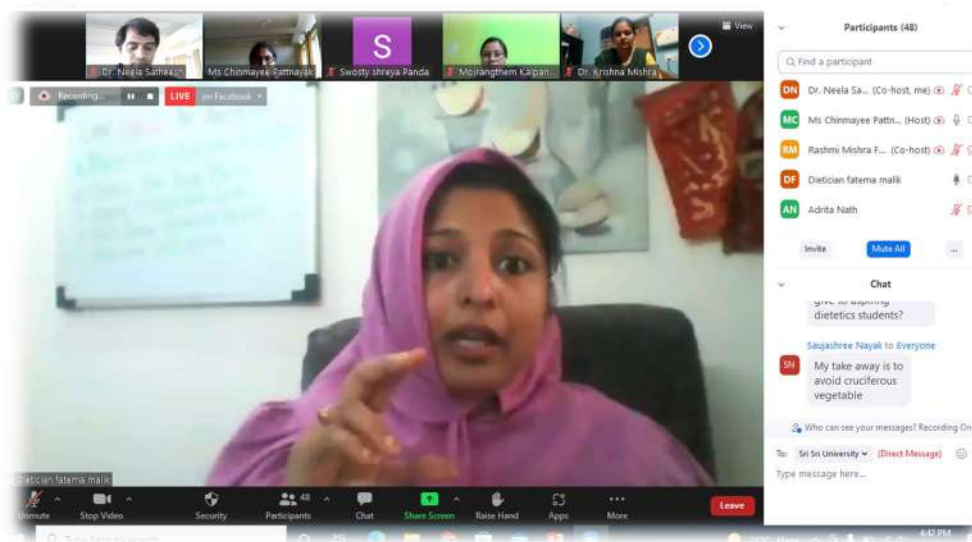 View
Dr. Neela Satheesh
Ms Chinmayee Pattnayak
S
Swosty shreya Panda
Moirangthem Kalpan...
Dr. Krishna Mishra
Recording...
LIVE
on Facebook
Dietician fatema malik
Unmute
Stop Video
Security
48
Participants
Chat
Share Screen
Raise Hand
Apps
More
Leave
Participants (48)
Find a participant
DN
Dr. Neela Sa... (Co-host, me)
MC
Ms Chinmayee Pattn... (Host)
RM
Rashmi Mishra F... (Co-host)
DF
Dietician fatema malik
AN
Adrita Nath
Invite
Mute All
...
Chat
give to aspiring
dietetics students?
Saujashree Nayak to Everyone
SN
My take away is to
avoid cruciferous
vegetable
Who can see your messages? Recording On
To:
Sri Sri University
(Direct Message)
Type message here...
Type here to search
4:42 PM